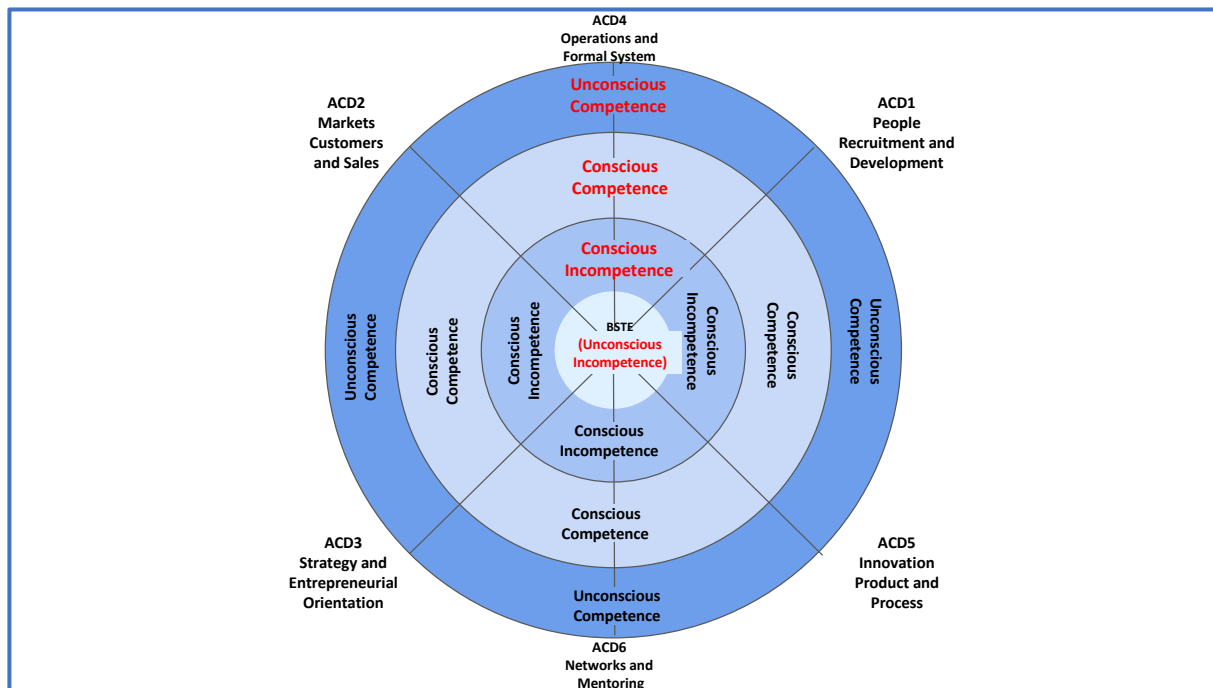 ACD4
Operations and
Formal System
Unconscious
Competence
ACD2
Markets
Customers
and Sales
ACD1
People
Recruitment and
Development
Conscious
Competence
Conscious
Incompetence
Unconscious
Competence
Conscious
Competence
Conscious
Incompetence
BSTE
(Unconscious
Incompetence)
Conscious
Incompetence
Conscious
Competence
Unconscious
Competence
Conscious
Incompetence
Conscious
Competence
ACD3
Strategy and
Entrepreneurial
Orientation
ACD5
Innovation
Product and
Process
Unconscious
Competence
ACD6
Networks and
Mentoring